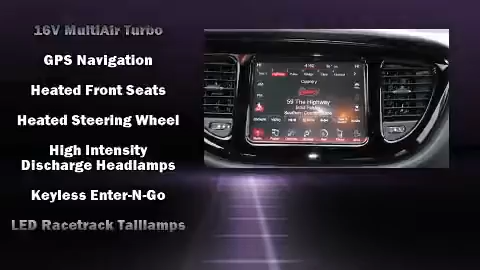 16V MultiAir Turbo
GPS Navigation
Heated Front Seats
Heated Steering Wheel
High Intensity
Discharge Headlamps
Keyless Enter-N-Go
LED Racetrack Taillamps
Country
59 The Highway